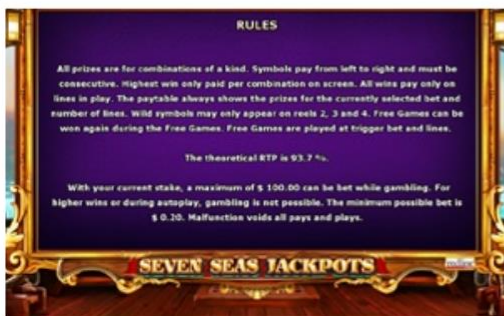 RULES
All prizes are for combinations of a kind. Symbols pay from left to right and must be
consecutive. Highest win only paid per combination on screen. All wins pay only on
lines in play. The paytable always shows the prizes for the currently selected bet and
number of lines. Wild symbols may only appear on reels 2, 3 and 4. Free Games can be
won again during the Free Games. Free Games are played at trigger bet and lines.
The theoretical RTP is 93.7 %.
With your current stake, a maximum of $ 100.00 can be bet while gambling. For
higher wins or during autoplay, gambling is not possible. The minimum possible bet is
$ 0.20. Malfunction voids all pays and plays.
SEVEN SEAS JACKPOTS